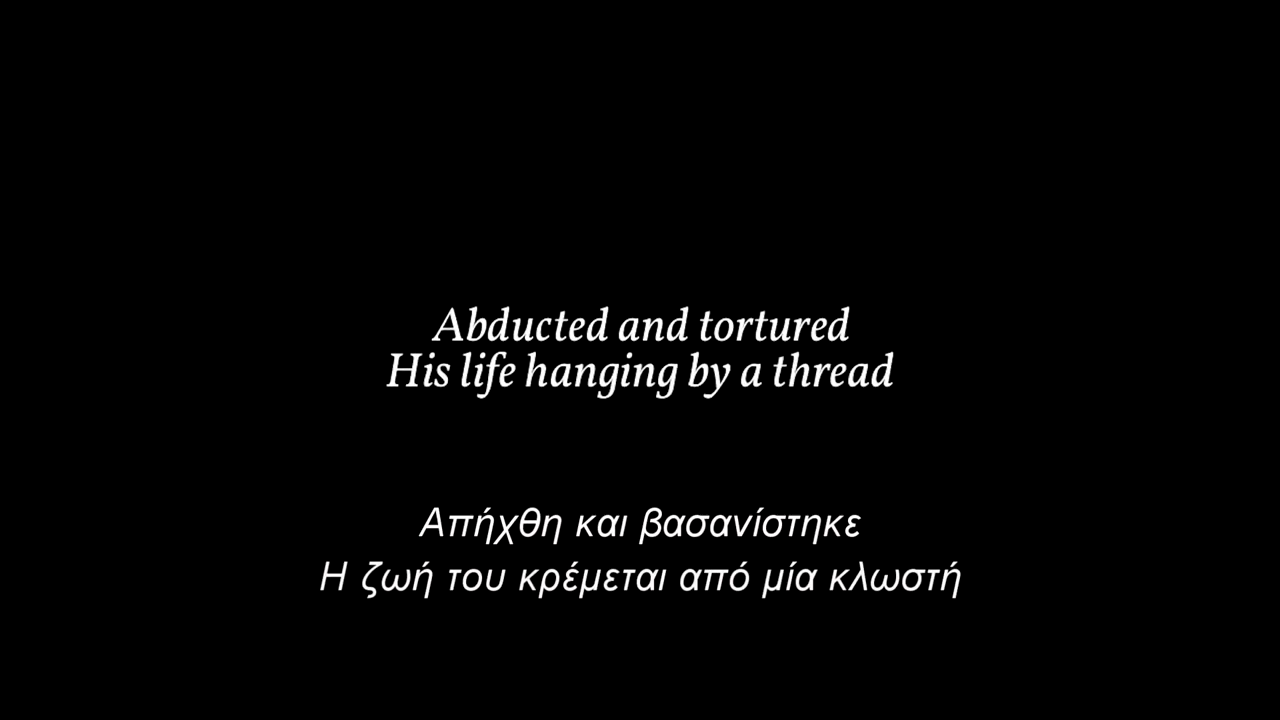 Abducted and tortured
His life hanging by a thread
Απήχθη και βασανίστηκε
Η ζωή του κρέμεται από μία κλωστή